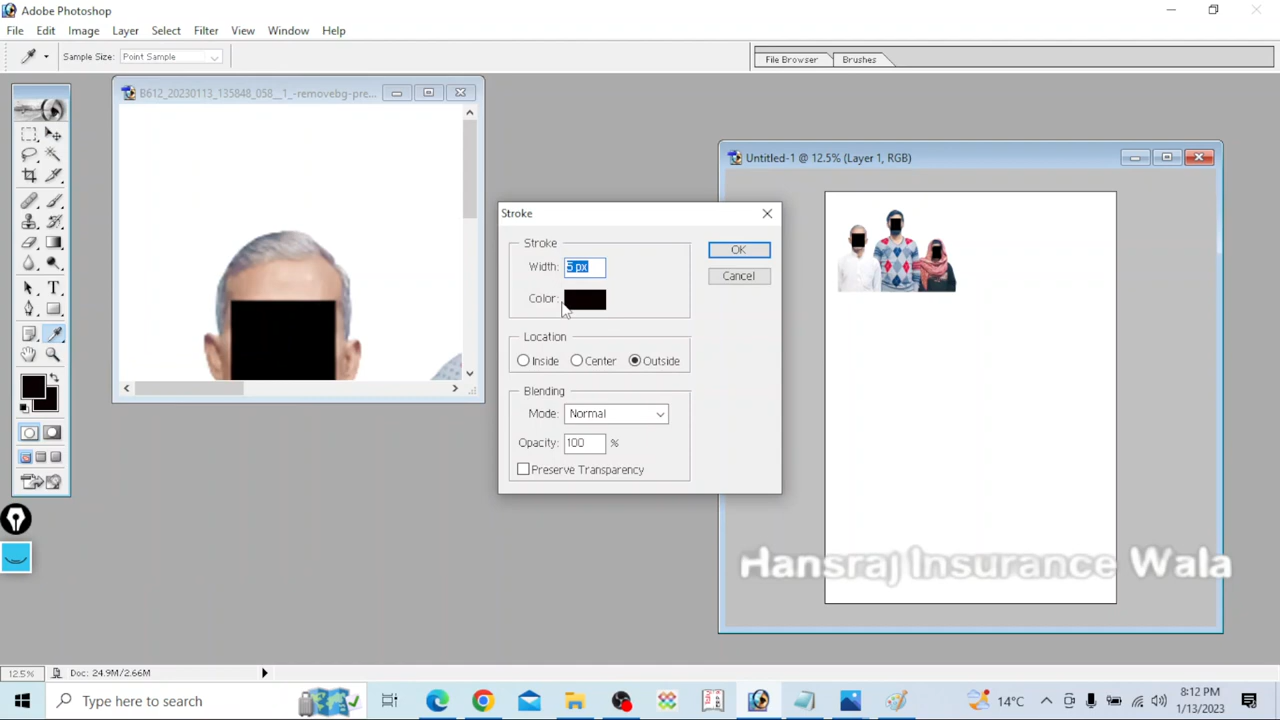 Adobe Photoshop
File Edit Image Layer Select Filter View Window Help
Sample Size: Point Sample
File Browser Brushes
B612_20230113_135848_058__1_-removebg-pre...
Untitled-1 @ 12.5% (Layer 1, RGB)
Stroke
Stroke
Width: 5 px
Color:
OK
Cancel
Location
Inside Center Outside
Blending
Mode: Normal
Opacity: 100 %
Preserve Transparency
T
Hansraj Insurance Wala
12.5% Doc: 24.9M/2.66M
Type here to search
14°C
8:12 PM
1/13/2023